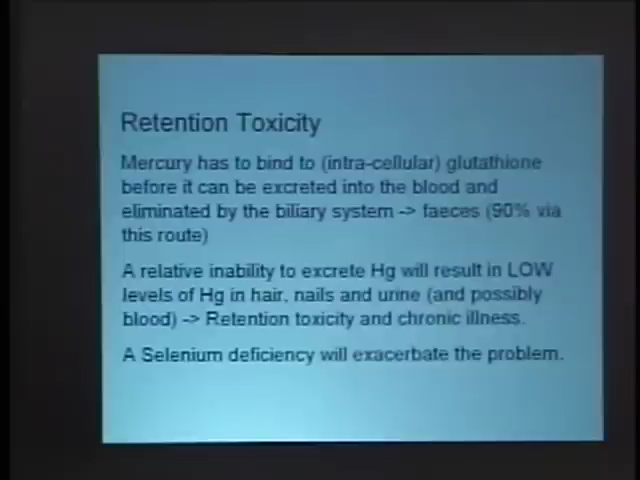 Retention Toxicity
Mercury has to bind to (intra-cellular) glutathione
before it can be excreted into the blood and
eliminated by the biliary system -> faeces (90% via
this route)
A relative inability to excrete Hg will result in LOW
levels of Hg in hair, nails and urine (and possibly
blood) -> Retention toxicity and chronic illness.
A Selenium deficiency will exacerbate the problem.